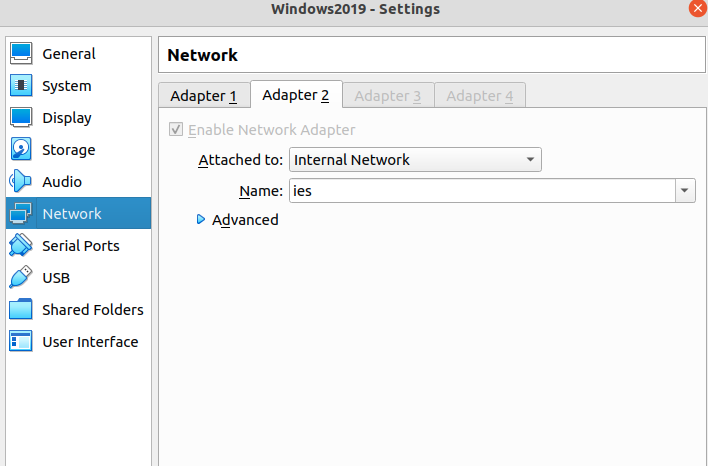 Windows2019 - Settings
General
System
Display
Storage
Audio
Network
Serial Ports
USB
Shared Folders
User Interface
Network
Adapter 1 Adapter 2 Adapter 3 Adapter 4
Enable Network Adapter
Attached to: Internal Network
Name: ies
Advanced